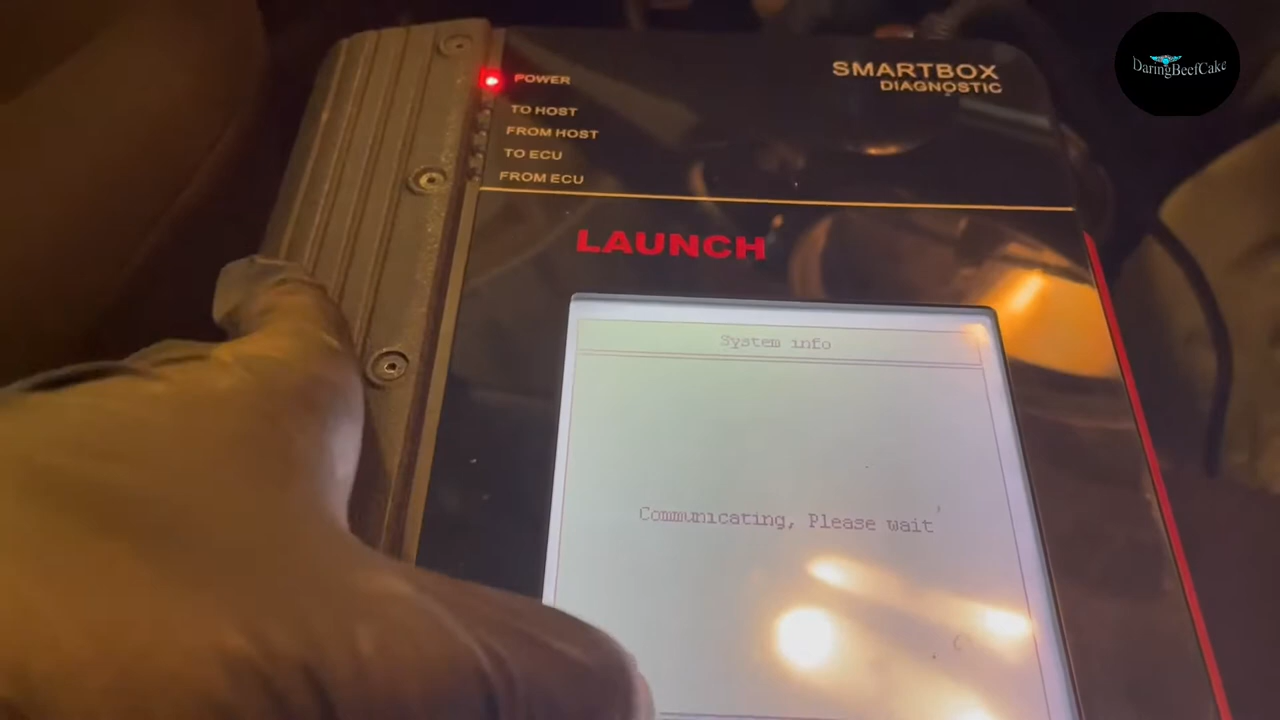 POWER
TO HOST
FROM HOST
TO ECU
FROM ECU
SMARTBOX
DIAGNOSTIC
DaringBeefCake
LAUNCH
System info
Communicating, Please wait